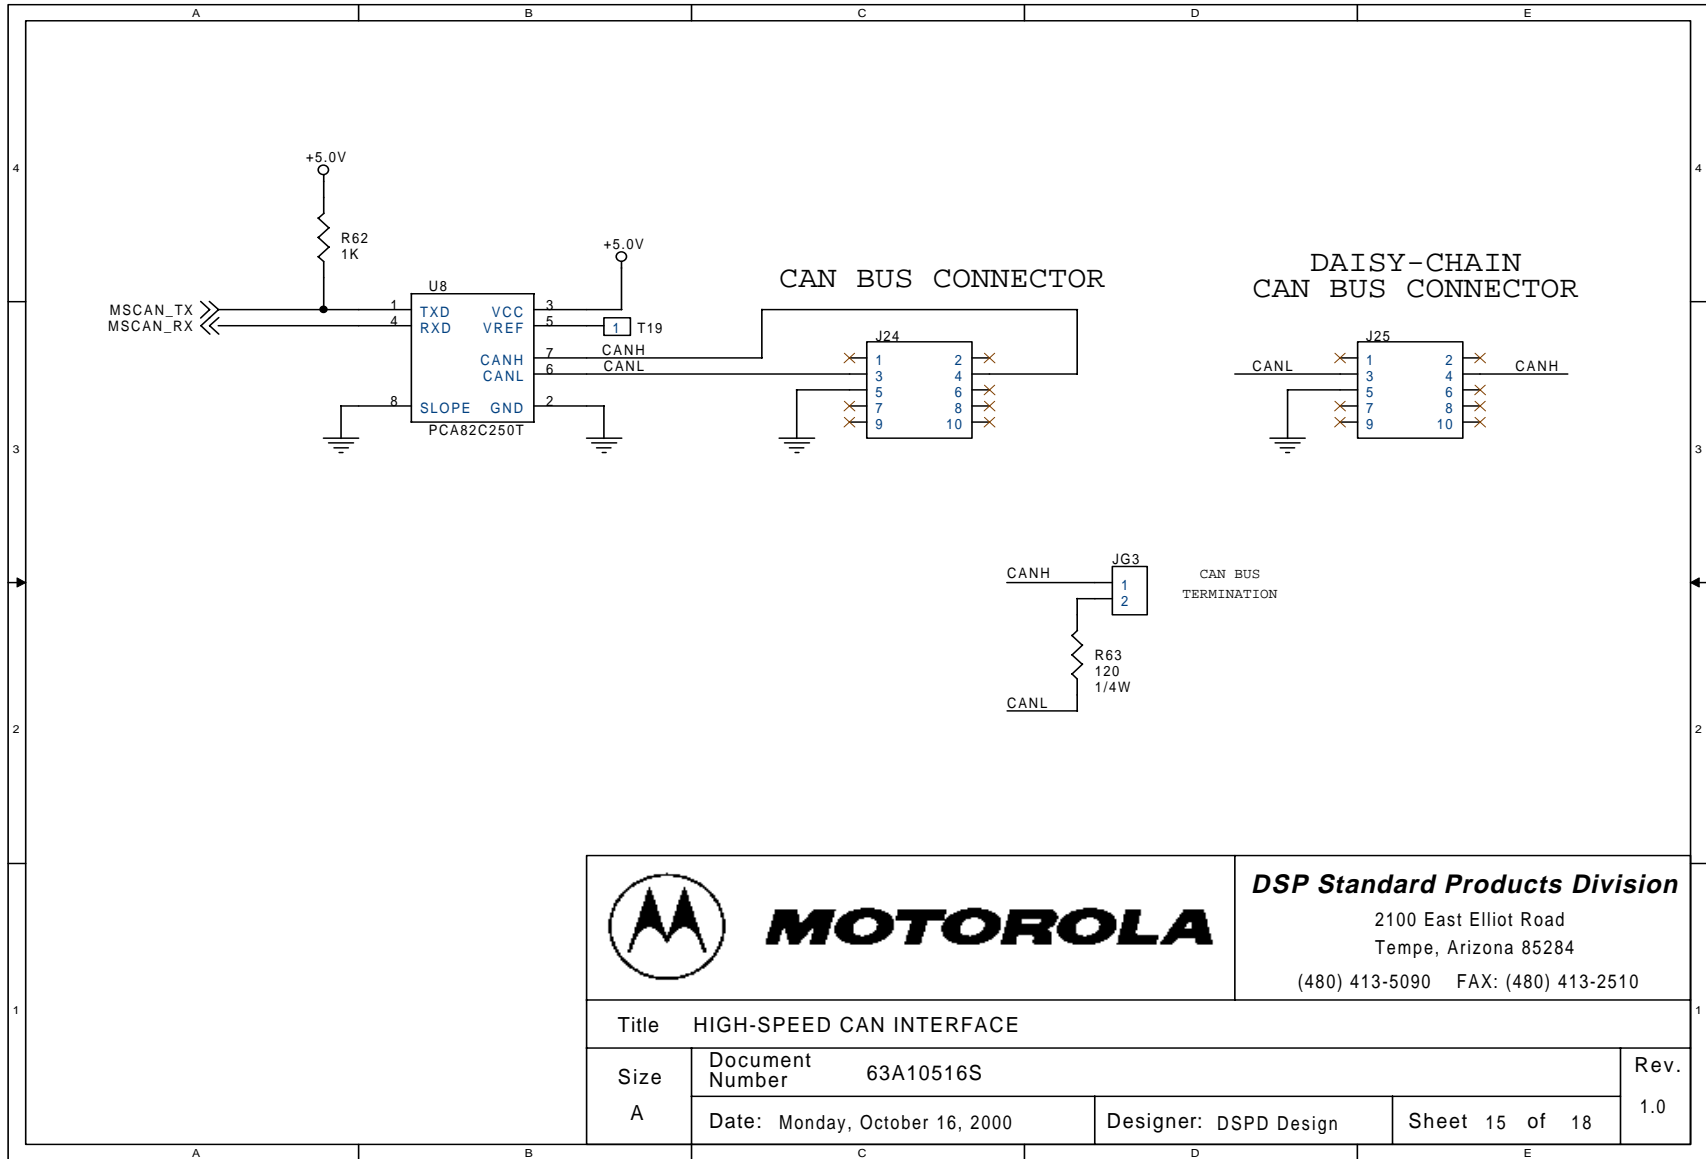 A B C D E
4 4
+5.0V
R62
1K
+5.0V
MSCAN_TX
MSCAN_RX
U8
1 TXD VCC 3
4 RXD VREF 5
CANH 7
CANL 6
8 SLOPE GND 2
PCA82C250T
1 T19
CANH
CANL
CAN BUS CONNECTOR
J24
1 2
3 4
5 6
7 8
9 10
DAISY-CHAIN
CAN BUS CONNECTOR
J25
CANL
CANH
1 2
3 4
5 6
7 8
9 10
3 3
CANH
JG3
1
2
CAN BUS
TERMINATION
R63
120
1/4W
CANL
2 2
MOTOROLA
DSP Standard Products Division
2100 East Elliot Road
Tempe, Arizona 85284
(480) 413-5090 FAX: (480) 413-2510
1 1
Title HIGH-SPEED CAN INTERFACE
Size
A
Document
Number 63A10516S
Rev.
1.0
Date: Monday, October 16, 2000
Designer: DSPD Design
Sheet 15 of 18
A B C D E